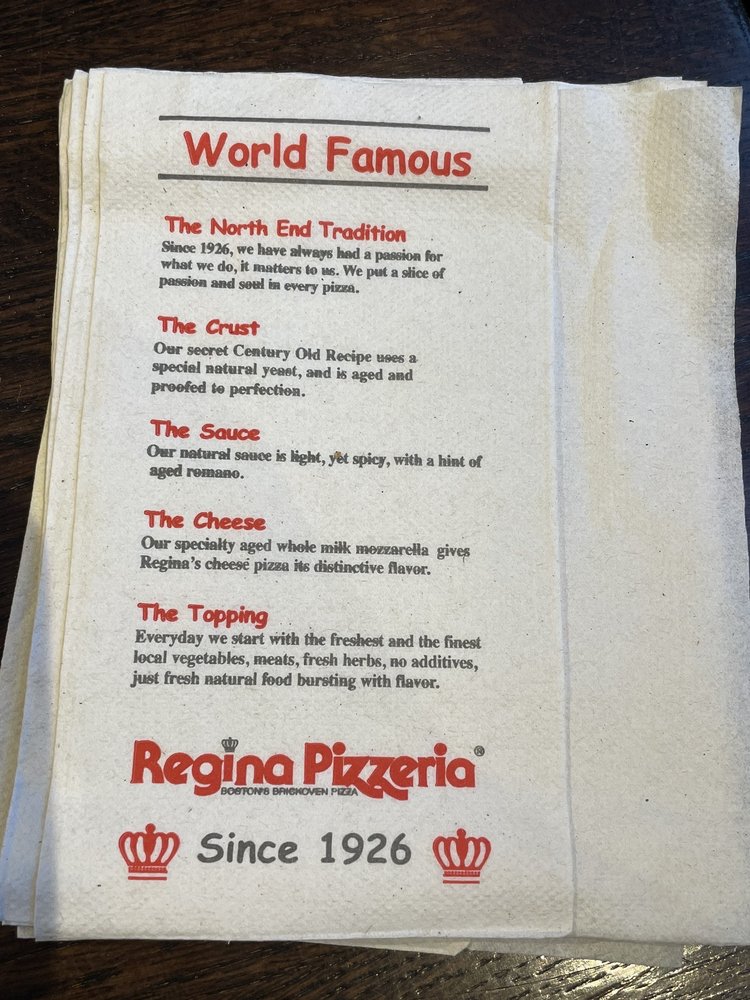 World Famous
The North End Tradition
Since 1926, we have always had a passion for
what we do, it matters to us. We put a slice of
passion and soul in every pizza.
The Crust
Our secret Century Old Recipe uses a
special natural yeast, and is aged and
proofed to perfection.
The Sauce
Our natural sauce is light, yet spicy, with a hint of
aged romano.
The Cheese
Our specialty aged whole milk mozzarella gives
Regina's cheese pizza its distinctive flavor.
The Topping
Everyday we start with the freshest and the finest
local vegetables, meats, fresh herbs, no additives,
just fresh natural food bursting with flavor.
Regina Pizzeria®
BOSTON'S BRICKOVEN PIZZA
Since 1926